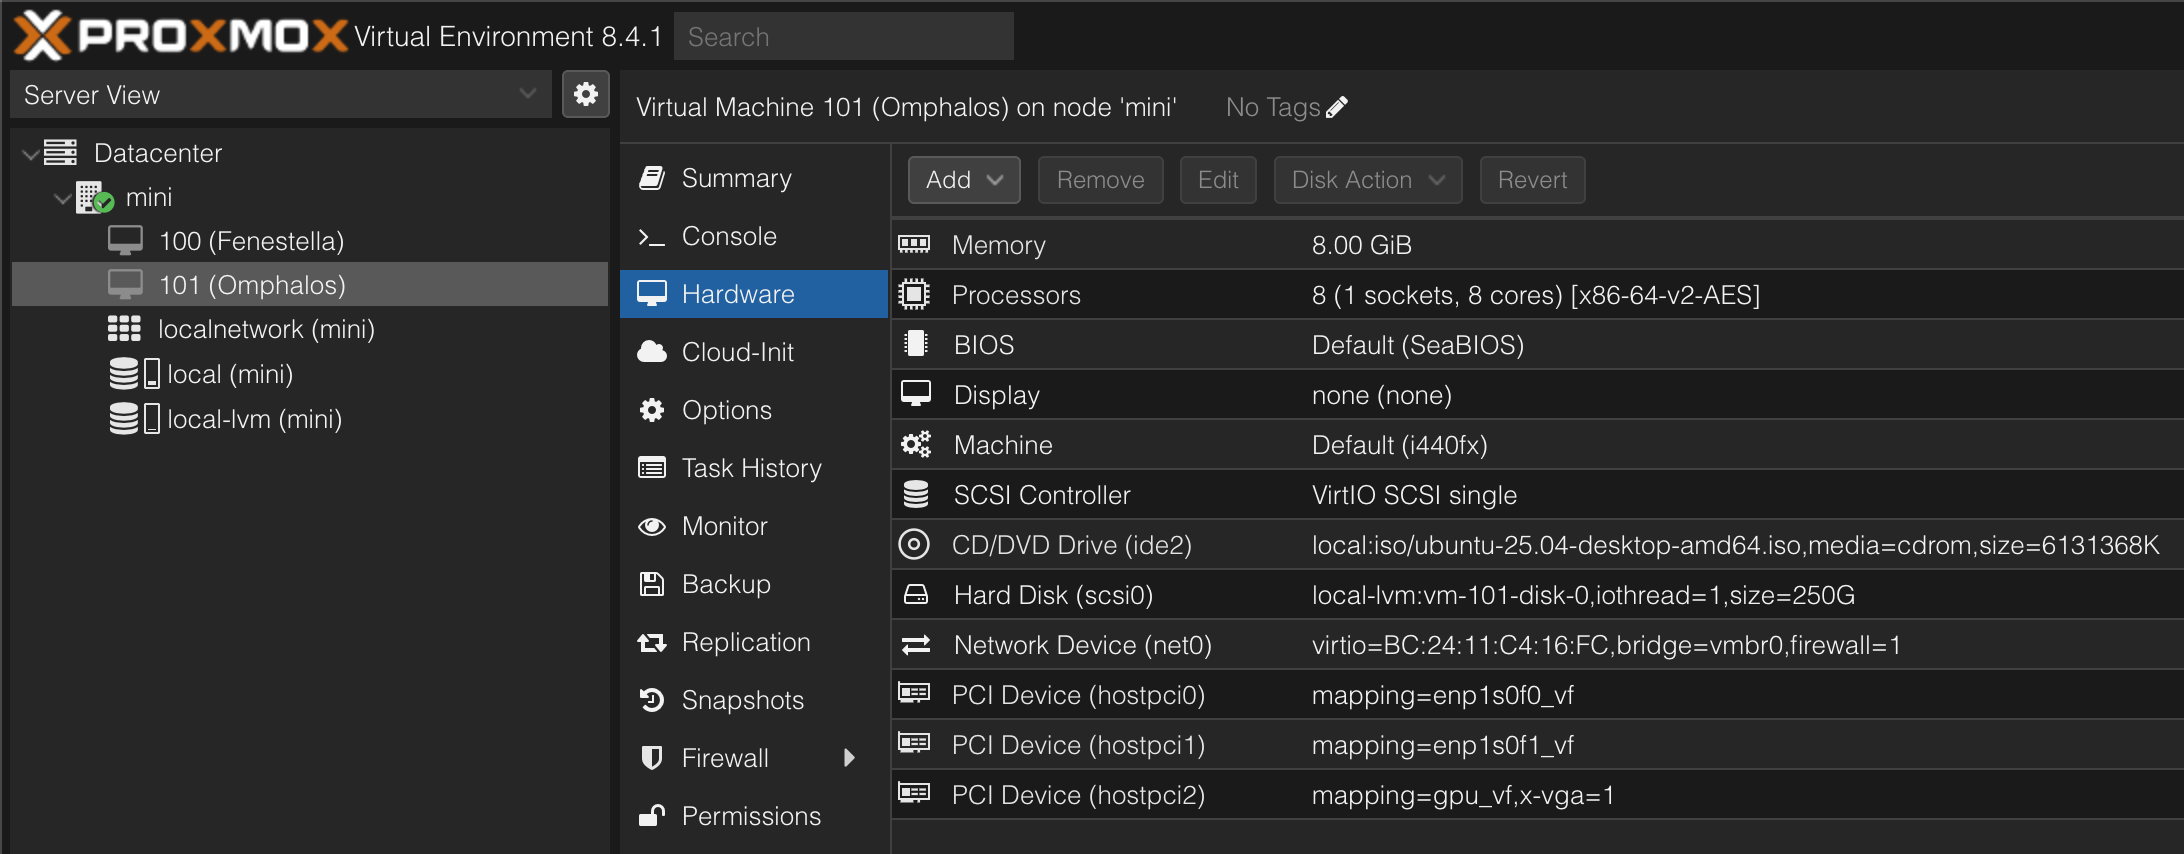 PROXMOX Virtual Environment 8.4.1 Search
Server View
Datacenter
mini
100 (Fenestella)
101 (Omphalos)
localnetwork (mini)
local (mini)
local-lvm (mini)
Virtual Machine 101 (Omphalos) on node 'mini' No Tags
Summary
Console
Hardware
Cloud-Init
Options
Task History
Monitor
Backup
Replication
Snapshots
Firewall
Permissions
Add Remove Edit Disk Action Revert
Memory 8.00 GiB
Processors 8 (1 sockets, 8 cores) [x86-64-v2-AES]
BIOS Default (SeaBIOS)
Display none (none)
Machine Default (i440fx)
SCSI Controller VirtIO SCSI single
CD/DVD Drive (ide2) local:iso/ubuntu-25.04-desktop-amd64.iso,media=cdrom,size=6131368K
Hard Disk (scsi0) local-lvm:vm-101-disk-0,iothread=1,size=250G
Network Device (net0) virtio=BC:24:11:C4:16:FC,bridge=vmbr0,firewall=1
PCI Device (hostpci0) mapping=enp1s0f0_vf
PCI Device (hostpci1) mapping=enp1s0f1_vf
PCI Device (hostpci2) mapping=gpu_vf,x-vga=1